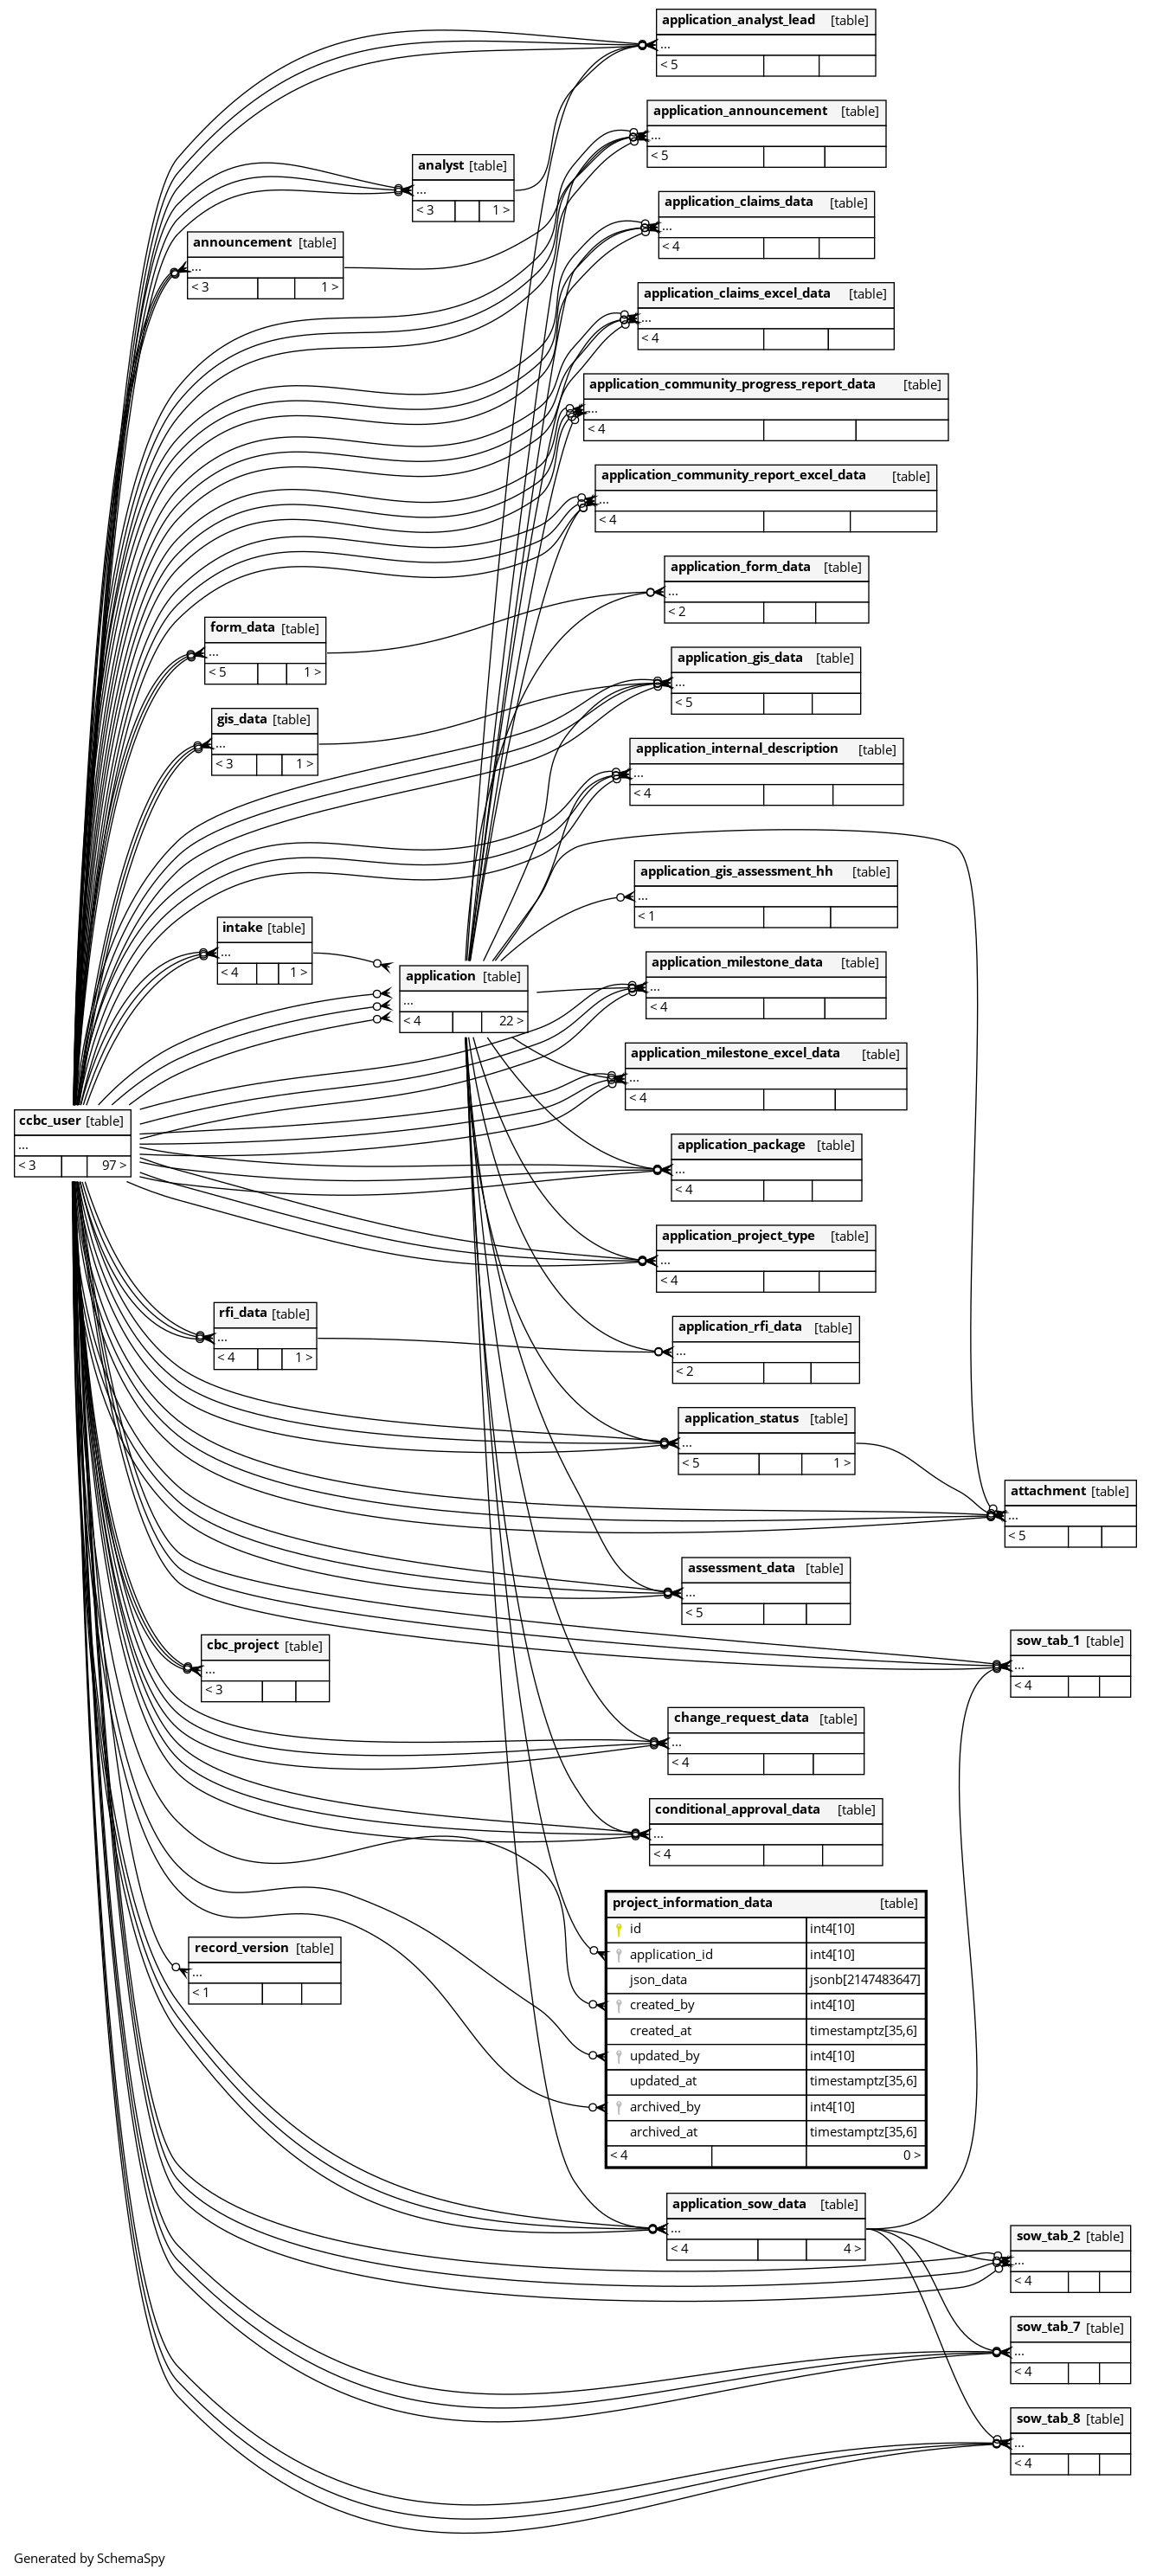 application_analyst_lead [table]
...
< 5
application_announcement [table]
...
< 5
analyst [table]
...
< 3 1 >
application_claims_data [table]
...
< 4
announcement [table]
...
< 3 1 >
application_claims_excel_data [table]
...
< 4
application_community_progress_report_data [table]
...
< 4
application_community_report_excel_data [table]
...
< 4
application_form_data [table]
...
< 2
form_data [table]
...
< 5 1 >
application_gis_data [table]
...
< 5
gis_data [table]
...
< 3 1 >
application_internal_description [table]
...
< 4
application_gis_assessment_hh [table]
...
< 1
intake [table]
...
< 4 1 >
application [table]
...
< 4 22 >
application_milestone_data [table]
...
< 4
application_milestone_excel_data [table]
...
< 4
ccbc_user [table]
...
< 3 97 >
application_package [table]
...
< 4
application_project_type [table]
...
< 4
rfi_data [table]
...
< 4 1 >
application_rfi_data [table]
...
< 2
application_status [table]
...
< 5 1 >
attachment [table]
...
< 5
assessment_data [table]
...
< 5
cbc_project [table]
...
< 3
sow_tab_1 [table]
...
< 4
change_request_data [table]
...
< 4
conditional_approval_data [table]
...
< 4
project_information_data [table]
id int4[10]
application_id int4[10]
json_data jsonb[2147483647]
created_by int4[10]
created_at timestamptz[35,6]
updated_by int4[10]
updated_at timestamptz[35,6]
archived_by int4[10]
archived_at timestamptz[35,6]
< 4 0 >
record_version [table]
...
< 1
application_sow_data [table]
...
< 4 4 >
sow_tab_2 [table]
...
< 4
sow_tab_7 [table]
...
< 4
sow_tab_8 [table]
...
< 4
Generated by SchemaSpy